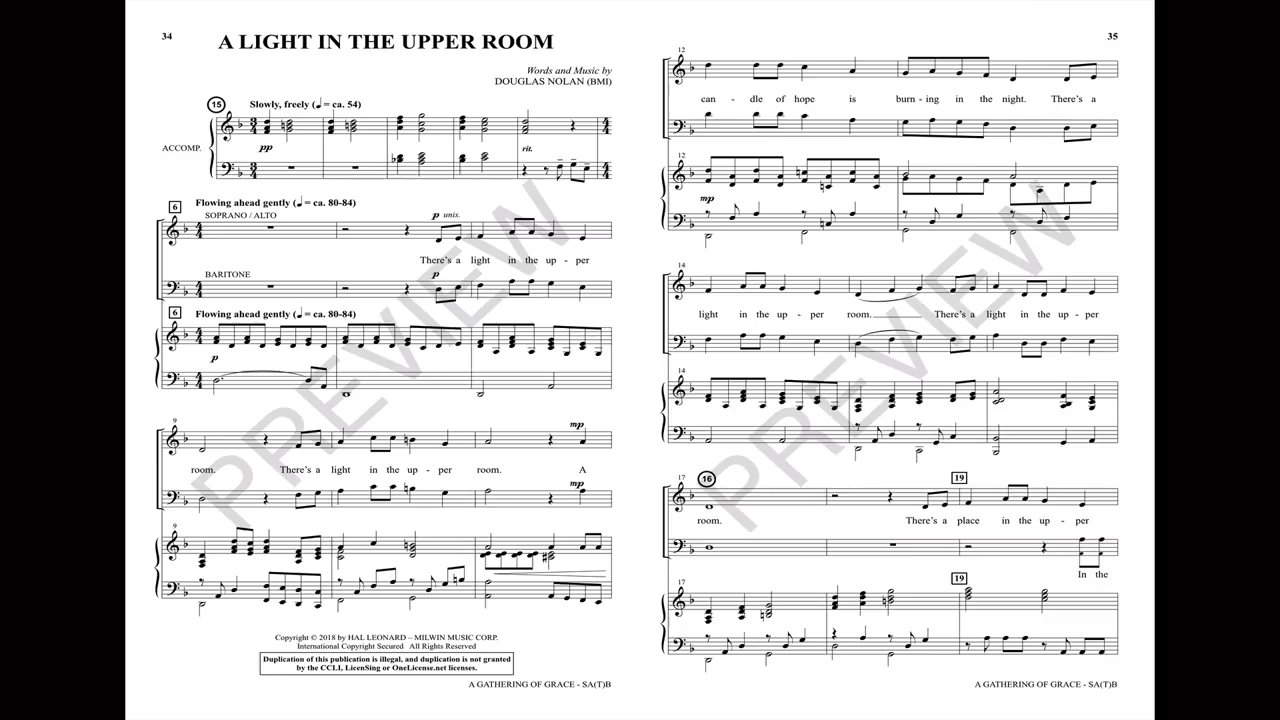 34
A LIGHT IN THE UPPER ROOM
Words and Music by
DOUGLAS NOLAN (BMI)
15
Slowly, freely (♩ = ca. 54)
ACCOMP.
pp
rit.
6
Flowing ahead gently (♩ = ca. 80-84)
SOPRANO / ALTO
p unis.
There's a light in the up - per
BARITONE
p
6
Flowing ahead gently (♩ = ca. 80-84)
p
9
mp
room. There's a light in the up - per room. A
mp
9
Copyright © 2018 by HAL LEONARD – MILWIN MUSIC CORP.
International Copyright Secured All Rights Reserved
Duplication of this publication is illegal, and duplication is not granted
by the CCLI, LicenSing or OneLicense.net licenses.
A GATHERING OF GRACE - SA(T)B
PREVIEW
35
12
can - dle of hope is burn - ing in the night. There's a
12
mp
14
light in the up - per room. There's a light in the up - per
14
17
16
19
room. There's a place in the up - per
In the
17
19
A GATHERING OF GRACE - SA(T)B
PREVIEW